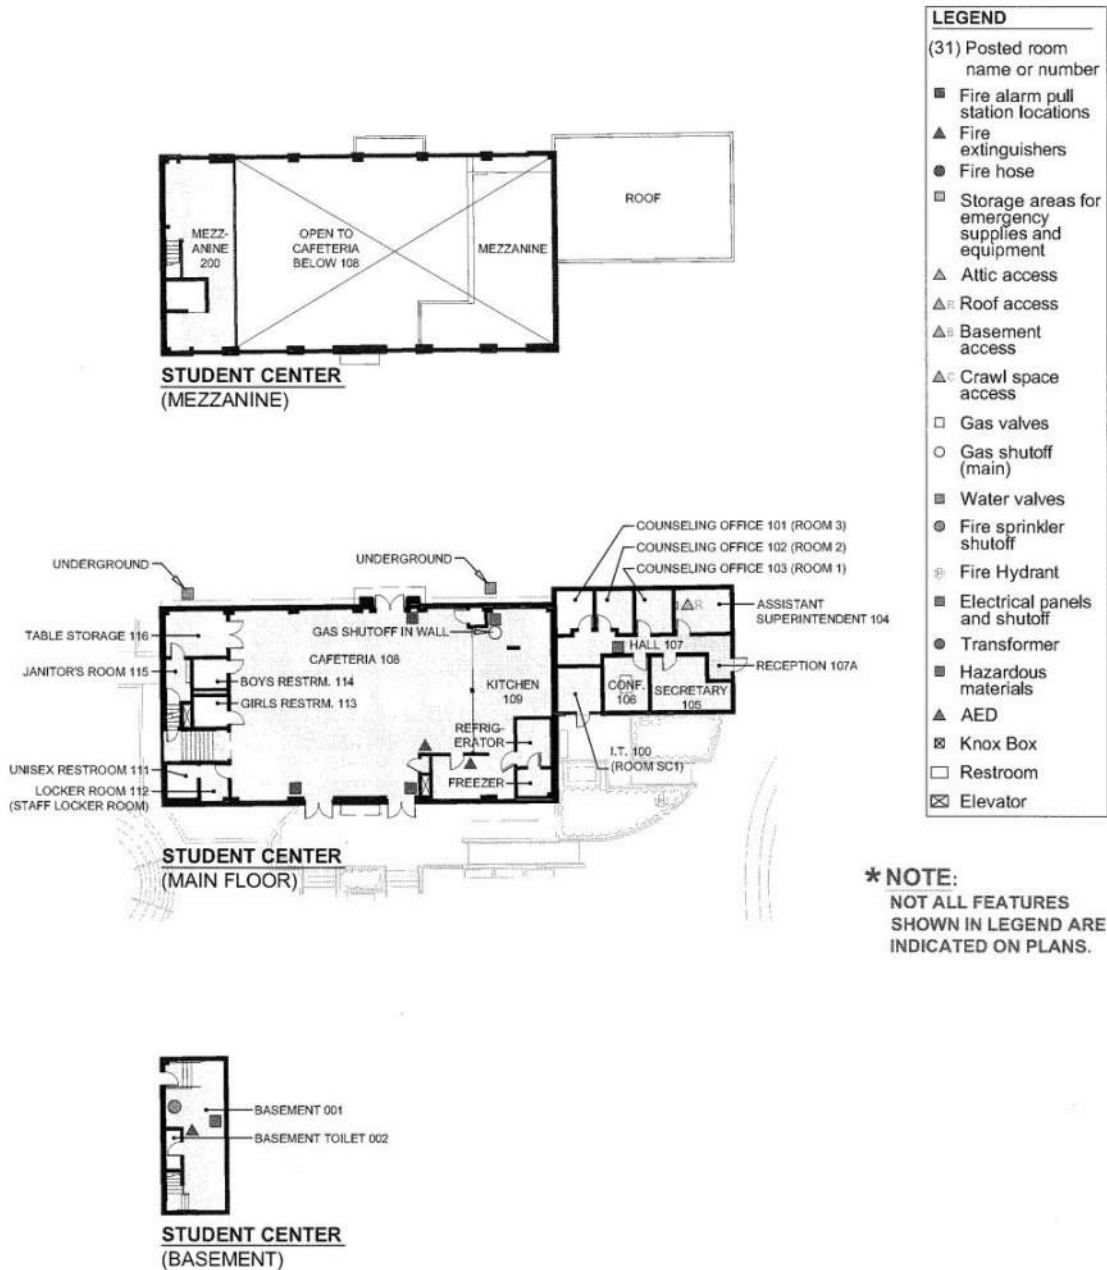 LEGEND
(31) Posted room
name or number
Fire alarm pull
station locations
Fire
extinguishers
Fire hose
Storage areas for
emergency
supplies and
equipment
Attic access
R Roof access
B Basement
access
C Crawl space
access
Gas valves
Gas shutoff
(main)
Water valves
Fire sprinkler
shutoff
Fire Hydrant
Electrical panels
and shutoff
Transformer
Hazardous
materials
AED
Knox Box
Restroom
Elevator
* NOTE:
NOT ALL FEATURES
SHOWN IN LEGEND ARE
INDICATED ON PLANS.
MEZZ-
ANINE
200
OPEN TO
CAFETERIA
BELOW 108
MEZZANINE
ROOF
STUDENT CENTER
(MEZZANINE)
UNDERGROUND
UNDERGROUND
COUNSELING OFFICE 101 (ROOM 3)
COUNSELING OFFICE 102 (ROOM 2)
COUNSELING OFFICE 103 (ROOM 1)
R
ASSISTANT
SUPERINTENDENT 104
TABLE STORAGE 116
GAS SHUTOFF IN WALL
HALL 107
CAFETERIA 108
JANITOR'S ROOM 115
RECEPTION 107A
BOYS RESTRM. 114
KITCHEN
109
CONF.
106
SECRETARY
105
GIRLS RESTRM. 113
REFRIG-
ERATOR
I.T. 100
(ROOM SC1)
UNISEX RESTROOM 111
FREEZER
LOCKER ROOM 112
(STAFF LOCKER ROOM)
STUDENT CENTER
(MAIN FLOOR)
BASEMENT 001
BASEMENT TOILET 002
STUDENT CENTER
(BASEMENT)